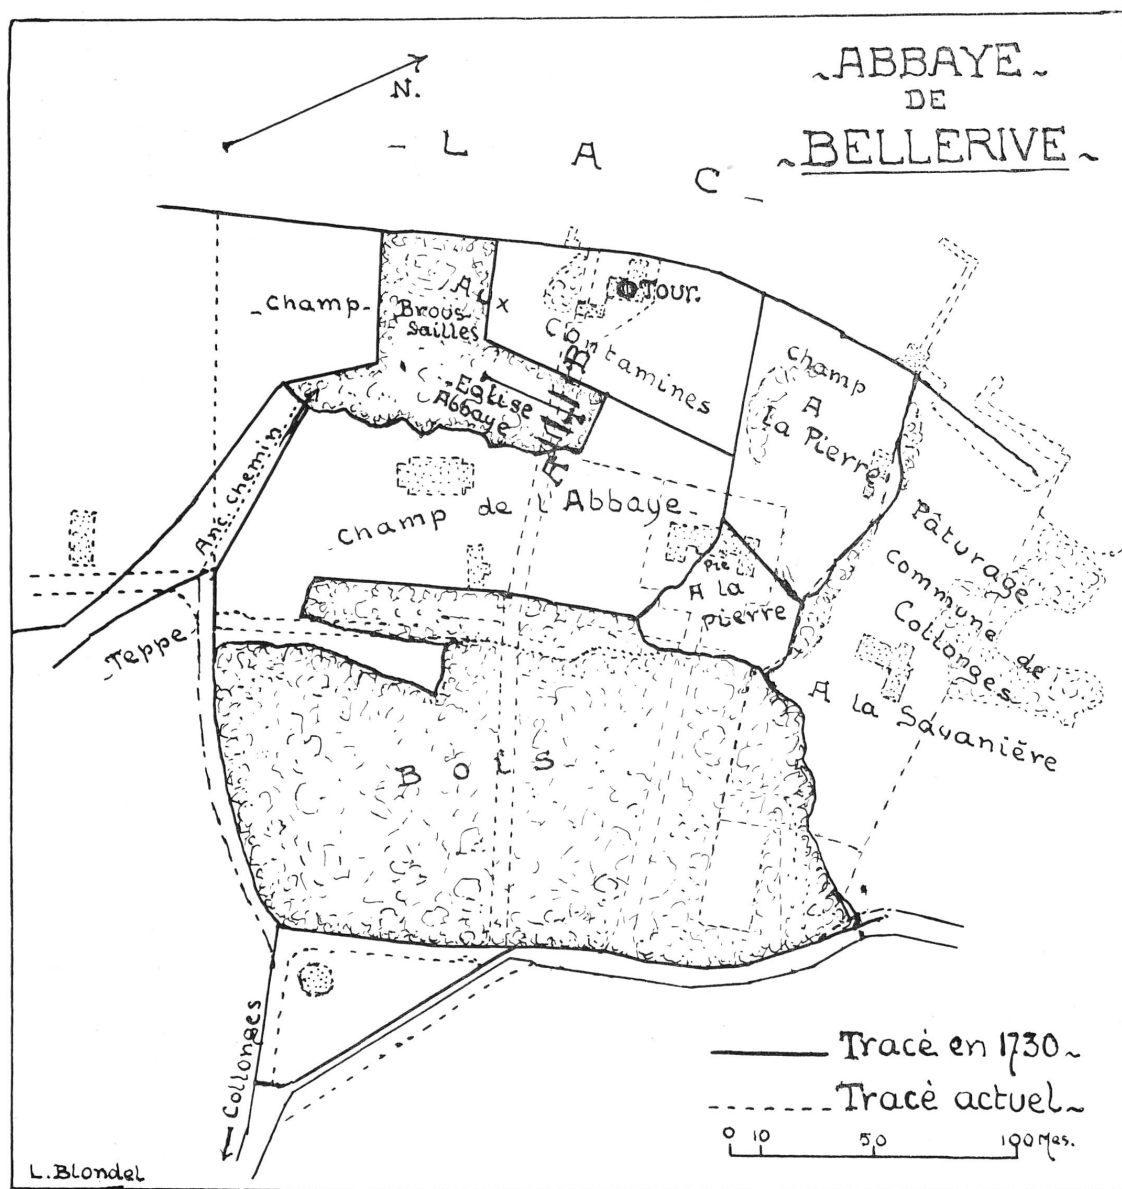 ~ABBAYE~
DE
~BELLERIVE~
N.
- L A C -
-Champ-
Brous-
sailles
Aux
Contamines
Tour.
Eglise
Abbaye
A
B
Champ
A
la Pierre
Anc. chemin
-Champ de l'Abbaye-
Pré
A la
Pierre
Pâturage
commune de
Collonges
A la Savanière
-Teppe-
BOIS
Collonges
Tracé en 1730~
Tracé actuel~
0 10 50 100 Mes.
L. Blondel